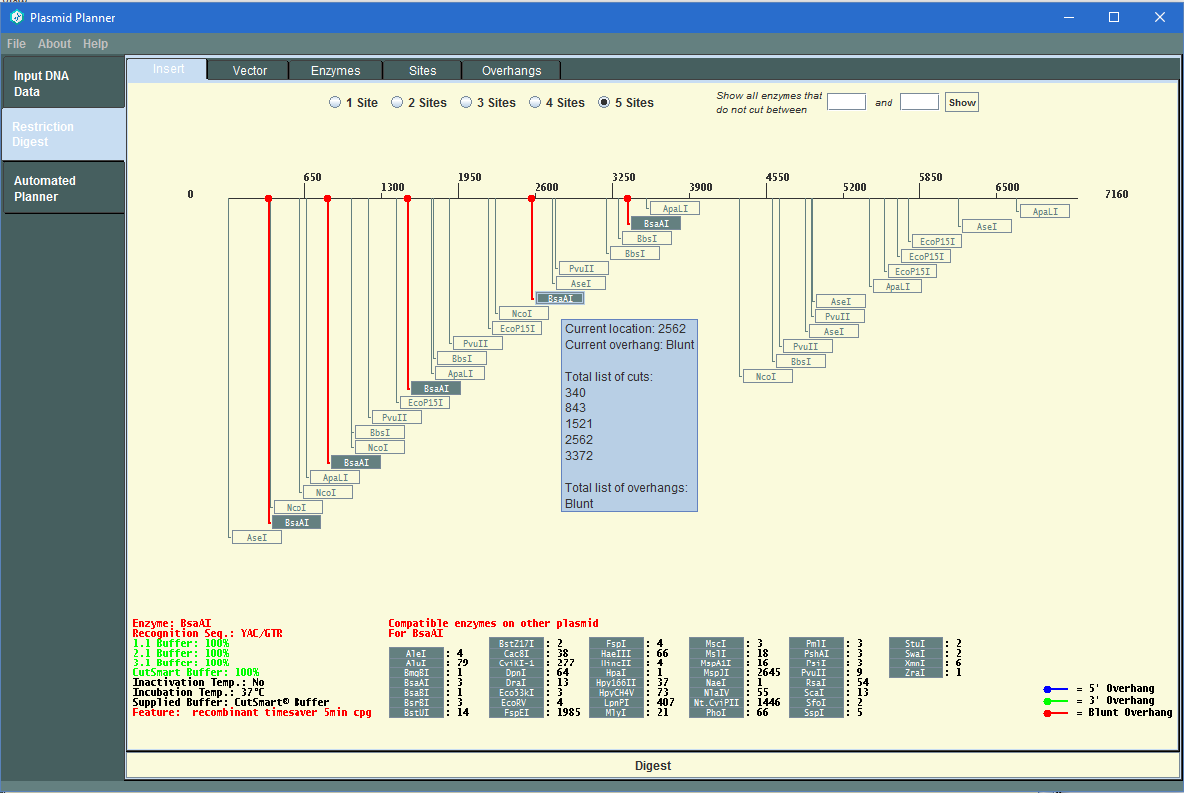 Plasmid Planner
File About Help
Input DNA
Data
Restriction
Digest
Automated
Planner
Insert Vector Enzymes Sites Overhangs
1 Site 2 Sites 3 Sites 4 Sites 5 Sites
Show all enzymes that
do not cut between
and
Show
0 650 1300 1950 2600 3250 3900 4550 5200 5850 6500 7160
ApaLI
ApaLI
BsaAI
AseI
BbsI
EcoP15I
BbsI
EcoP15I
PvuII
EcoP15I
AseI
ApaLI
BsaAI
AseI
NcoI
PvuII
EcoP15I
AseI
PvuII
PvuII
BbsI
BbsI
ApaLI
NcoI
BsaAI
EcoP15I
PvuII
BbsI
NcoI
BsaAI
ApaLI
NcoI
NcoI
BsaAI
AseI
Current location: 2562
Current overhang: Blunt
Total list of cuts:
340
843
1521
2562
3372
Total list of overhangs:
Blunt
Enzyme: BsaAI
Recognition Seq.: YAC/GTR
1.1 Buffer: 100%
2.1 Buffer: 100%
3.1 Buffer: 100%
CutSmart Buffer: 100%
Inactivation Temp.: No
Incubation Temp.: 37°C
Supplied Buffer: CutSmart® Buffer
Feature: recombinant timesaver 5min cpg
Compatible enzymes on other plasmid
For BsaAI
AleI : 4
AluI : 79
BmgBI : 1
BsaAI : 3
BsaBI : 1
BsrBI : 3
BstUI : 14
BstZ17I : 2
Cac8I : 38
CviKI-1 : 277
DpnI : 64
DraI : 13
Eco53kI : 3
EcoRV : 4
FspEI : 1985
FspI : 4
HaeIII : 66
HincII : 4
HpaI : 1
Hpy166II : 37
HpyCH4V : 73
LpnPI : 407
MlyI : 21
MscI : 3
MslI : 18
MspA1I : 16
MspJI : 2645
NaeI : 1
NlaIV : 55
Nt.CviPII : 1446
PhoI : 66
PmlI : 3
PshAI : 3
PsiI : 3
PvuII : 9
RsaI : 54
ScaI : 13
SfoI : 2
SspI : 5
StuI : 2
SwaI : 2
XmnI : 6
ZraI : 1
= 5' Overhang
= 3' Overhang
= Blunt Overhang
Digest